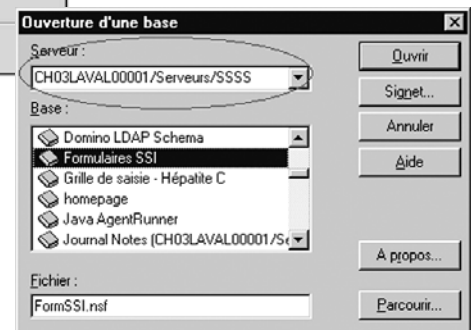 Ouverture d'une base
Serveur :
CH03LAVAL00001/Serveurs/SSSS
Base :
Domino LDAP Schema
Formulaires SSI
Grille de saisie - Hépatite C
homepage
Java AgentRunner
Journal Notes (CH03LAVAL00001/Se
Fichier :
FormSSI.nsf
Ouvrir
Signet...
Annuler
Aide
A propos...
Parcourir...